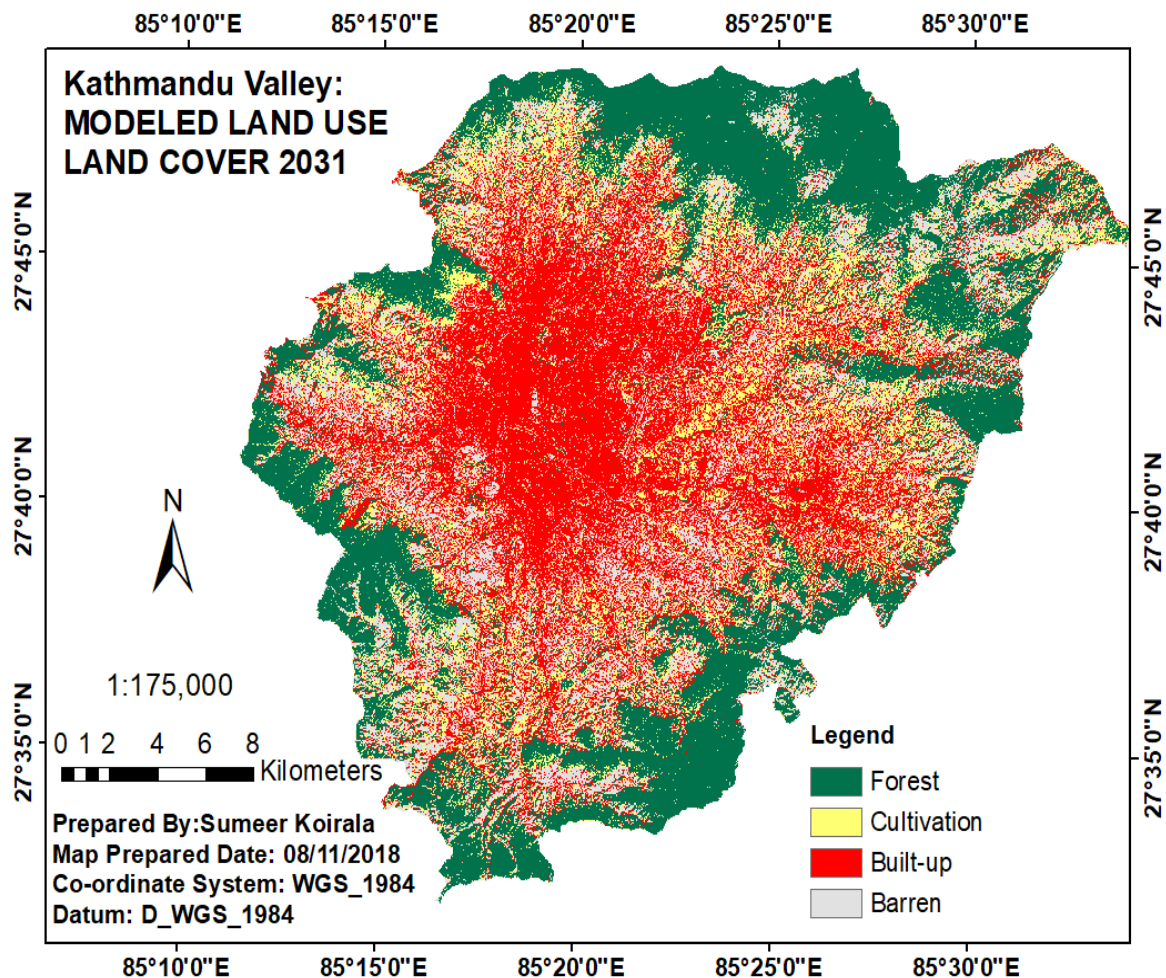 85°10'0"E 85°15'0"E 85°20'0"E 85°25'0"E 85°30'0"E
Kathmandu Valley:
MODELED LAND USE
LAND COVER 2031
27°45'0"N
27°45'0"N
27°40'0"N
27°40'0"N
N
1:175,000
27°35'0"N
27°35'0"N
0 1 2 4 6 8
Kilometers
Legend
Forest
Cultivation
Built-up
Barren
Prepared By:Sumeer Koirala
Map Prepared Date: 08/11/2018
Co-ordinate System: WGS_1984
Datum: D_WGS_1984
85°10'0"E 85°15'0"E 85°20'0"E 85°25'0"E 85°30'0"E